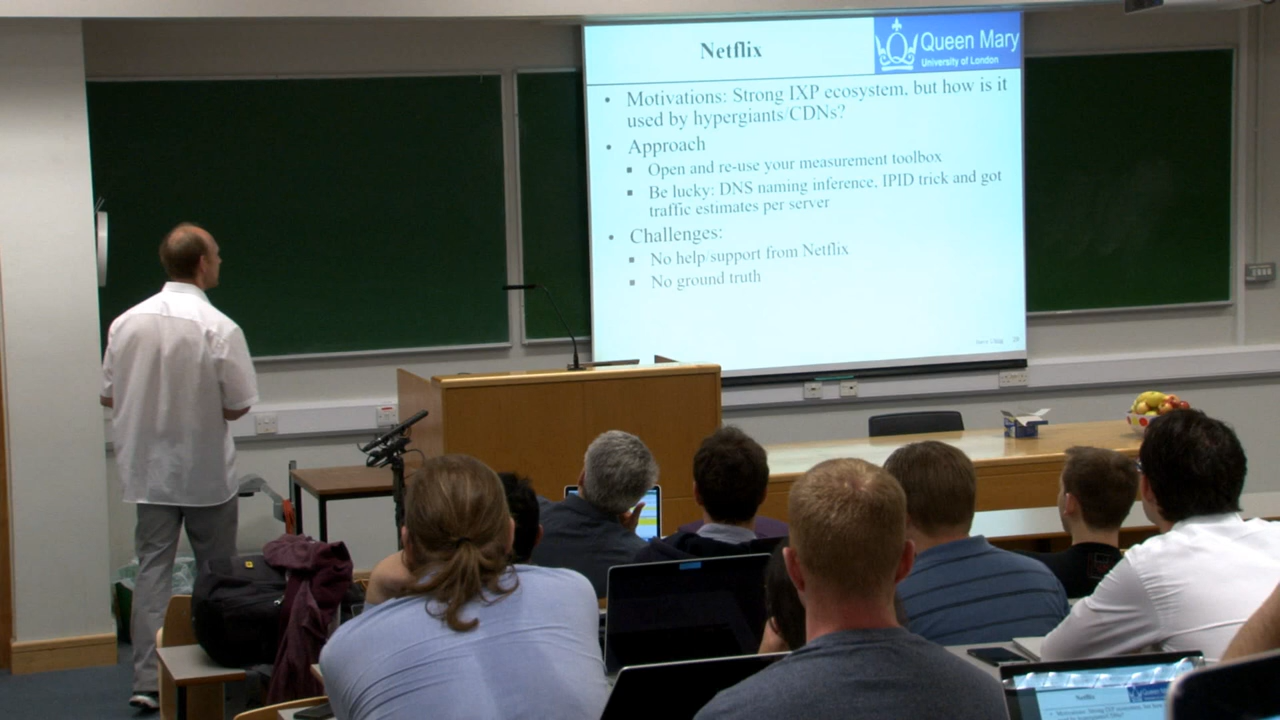 Netflix
Queen Mary
University of London
• Motivations: Strong IXP ecosystem, but how is it
used by hypergiants/CDNs?
• Approach
▪ Open and re-use your measurement toolbox
▪ Be lucky: DNS naming inference, IPID trick and got
traffic estimates per server
• Challenges:
▪ No help/support from Netflix
▪ No ground truth
Netflix